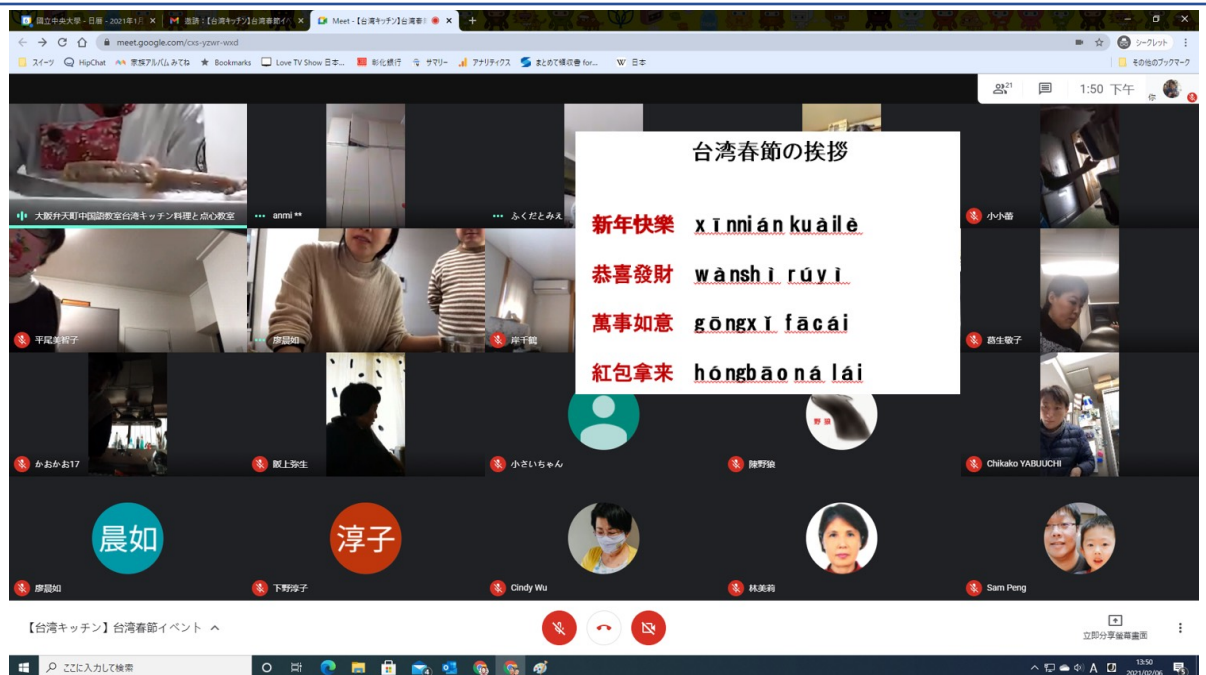 國立中央大學 - 日曆 - 2021年1月
邀請：【台湾キッチン】台湾春節イ
Meet - 【台湾キッチン】台湾春
meet.google.com/cxs-yzwr-wxd
シークレット
スイーツ
HipChat
家族アルバム みてね
Bookmarks
Love TV Show 日本...
彰化銀行
サマリー
アナリティクス
まとめて領収書 for...
W 日本
その他のブックマーク
21
1:50 下午
你
台湾春節の挨拶
新年快樂 xīnnián kuàilè
恭喜發財 wànshì rúyì
萬事如意 gōngxǐ fācái
紅包拿来 hóngbāo ná lái
大阪弁天町中国語教室台湾キッチン料理と点心教室
anmi **
ふくだとみえ
小小蕾
平尾美智子
廖晨如
岸千鶴
葛生敬子
かおかお17
阪上弥生
小さいちゃん
野狼
陳野狼
Chikako YABUUCHI
晨如
廖晨如
淳子
下野淳子
Cindy Wu
林美莉
Sam Peng
【台湾キッチン】台湾春節イベント
立即分享螢幕畫面
ここに入力して検索
A
13:50
2021/02/06